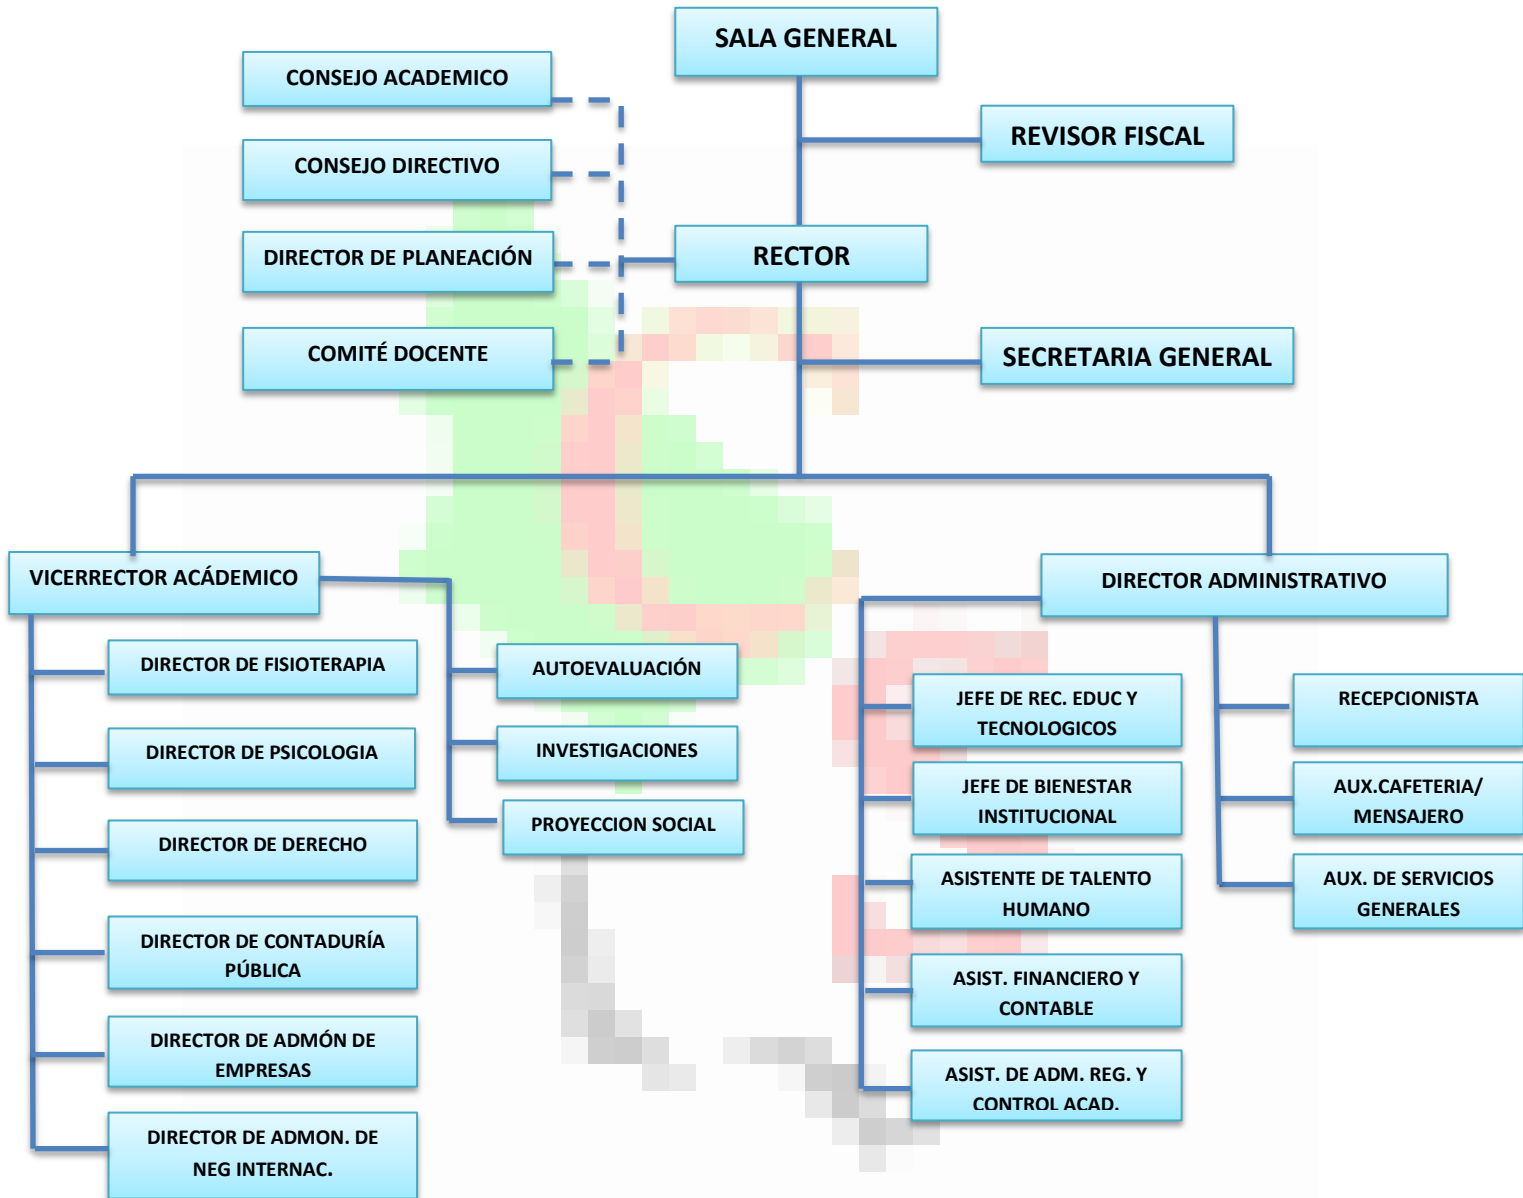 SALA GENERAL
CONSEJO ACADEMICO
REVISOR FISCAL
CONSEJO DIRECTIVO
DIRECTOR DE PLANEACIÓN
RECTOR
COMITÉ DOCENTE
SECRETARIA GENERAL
VICERRECTOR ACÁDEMICO
DIRECTOR ADMINISTRATIVO
DIRECTOR DE FISIOTERAPIA
DIRECTOR DE PSICOLOGIA
DIRECTOR DE DERECHO
DIRECTOR DE CONTADURÍA
PÚBLICA
DIRECTOR DE ADMÓN DE
EMPRESAS
DIRECTOR DE ADMON. DE
NEG INTERNAC.
AUTOEVALUACIÓN
INVESTIGACIONES
PROYECCION SOCIAL
JEFE DE REC. EDUC Y
TECNOLOGICOS
JEFE DE BIENESTAR
INSTITUCIONAL
ASISTENTE DE TALENTO
HUMANO
ASIST. FINANCIERO Y
CONTABLE
ASIST. DE ADM. REG. Y
CONTROL ACAD.
RECEPCIONISTA
AUX.CAFETERIA/
MENSAJERO
AUX. DE SERVICIOS
GENERALES